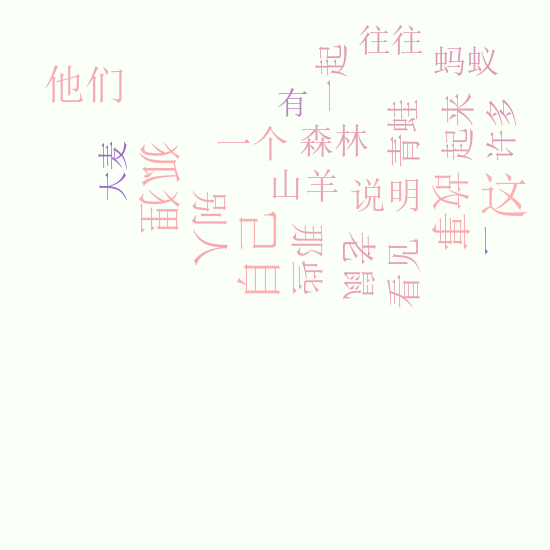 往往
一起
蚂蚁
他们
有
青蛙
起来
许多
一个
森林
大麦
狐狸
山羊
说明
故事
这
别人
自己
那些
老鼠
看见
一